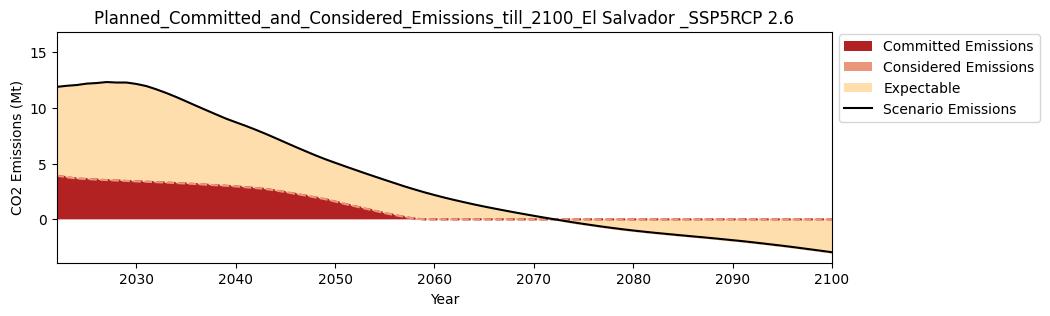 Planned_Committed_and_Considered_Emissions_till_2100_El Salvador _SSP5RCP 2.6
CO2 Emissions (Mt)
15
10
5
0
2030 2040 2050 2060 2070 2080 2090 2100
Year
Committed Emissions
Considered Emissions
Expectable
Scenario Emissions